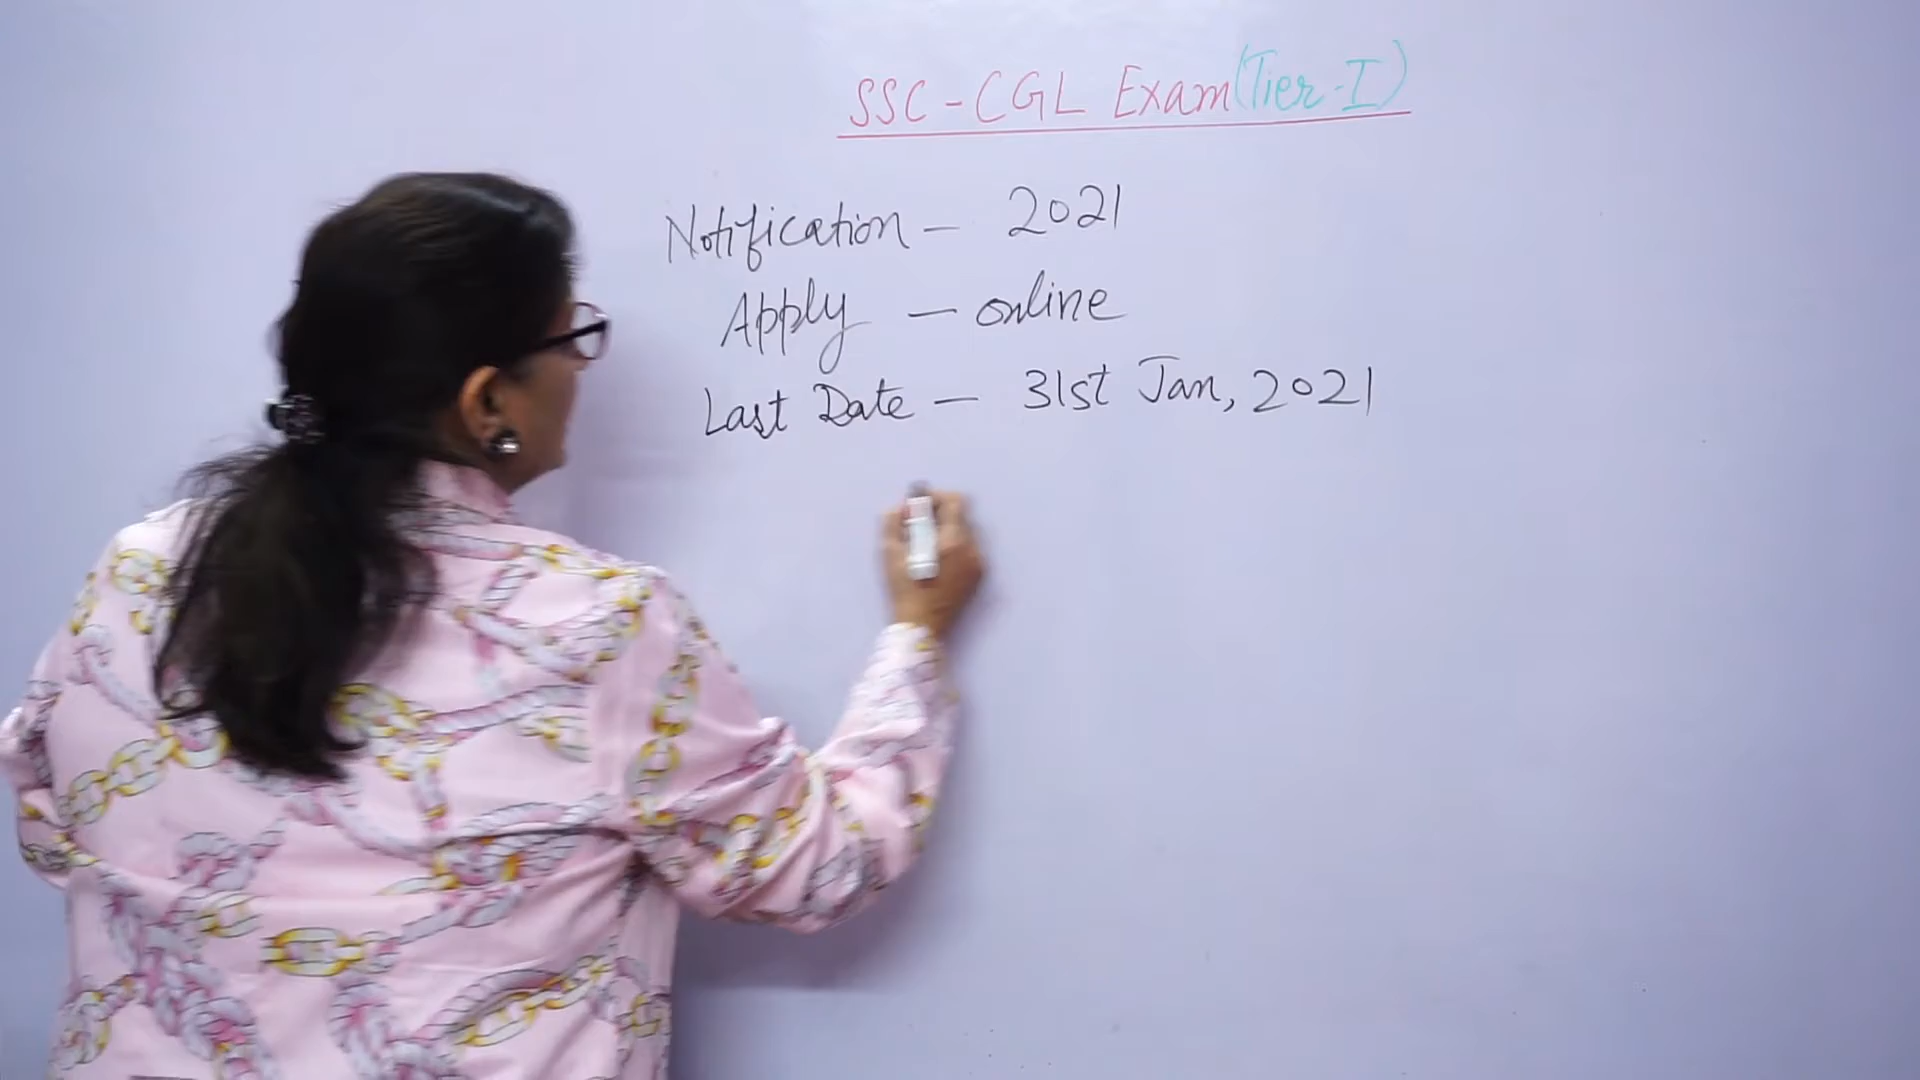 SSC-CGL Exam (Tier-I)
Notification - 2021
Apply - online
Last Date - 31st Jan, 2021